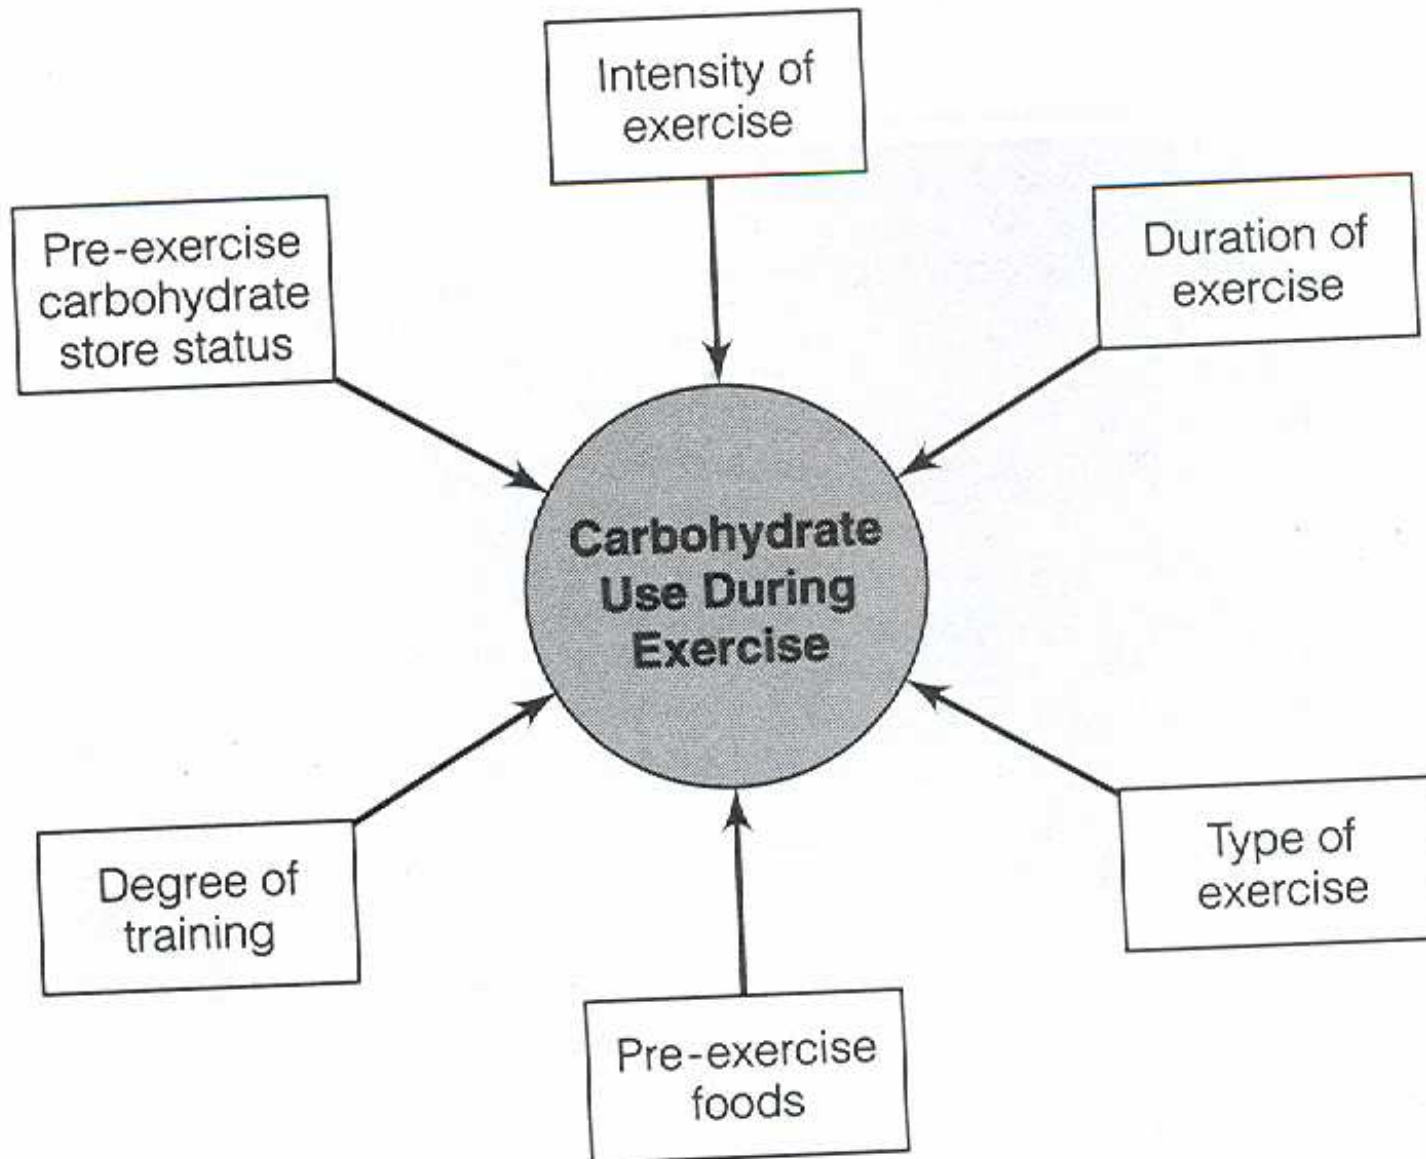 Intensity of
exercise
Duration of
exercise
Pre-exercise
carbohydrate
store status
Carbohydrate
Use During
Exercise
Degree of
training
Type of
exercise
Pre-exercise
foods